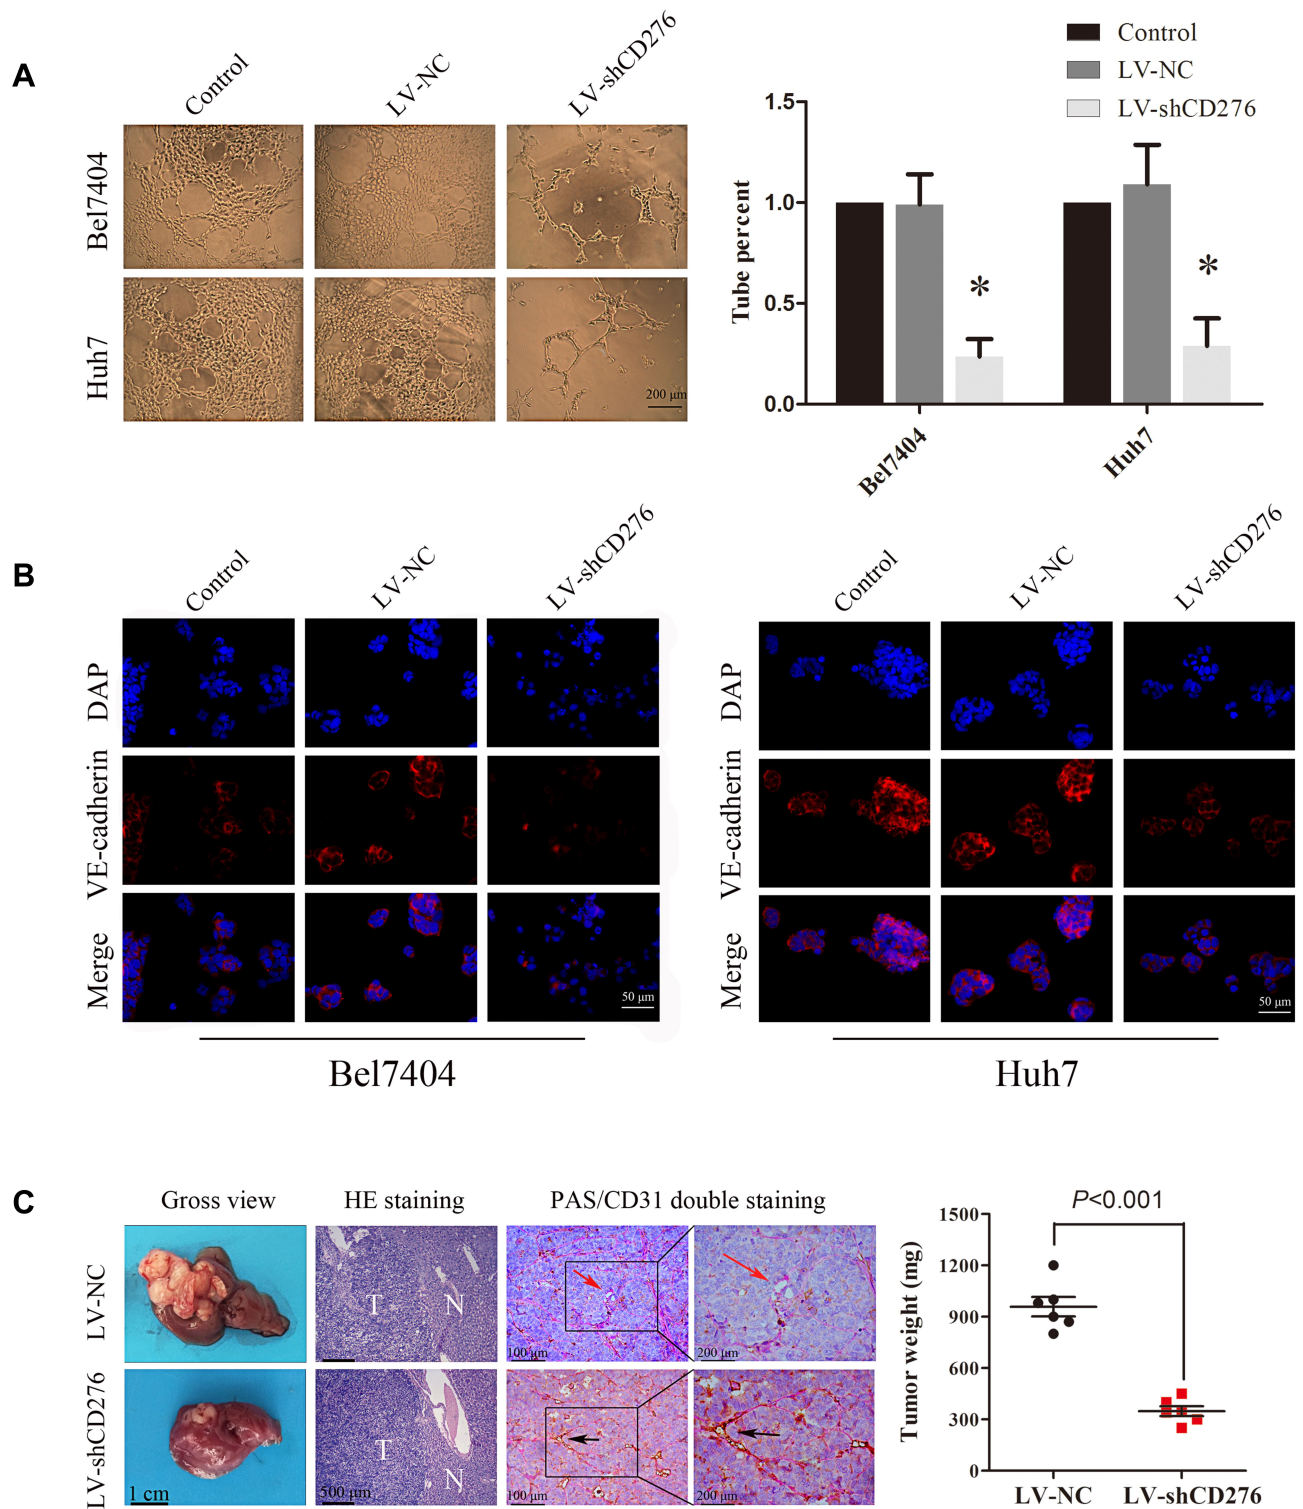 A
Control
LV-NC
LV-shCD276
Bel7404
Huh7
200 μm
Control
LV-NC
LV-shCD276
Tube percent
1.5
1.0
0.5
0.0
*
*
Bel7404
Huh7
B
Control
LV-NC
LV-shCD276
DAP
VE-cadherin
Merge
50 μm
Bel7404
Control
LV-NC
LV-shCD276
DAP
VE-cadherin
Merge
50 μm
Huh7
C
Gross view
HE staining
PAS/CD31 double staining
LV-NC
T
N
100 μm
200 μm
LV-shCD276
1 cm
T
N
500 μm
100 μm
200 μm
P<0.001
Tumor weight (mg)
1500
1200
900
600
300
0
LV-NC
LV-shCD276